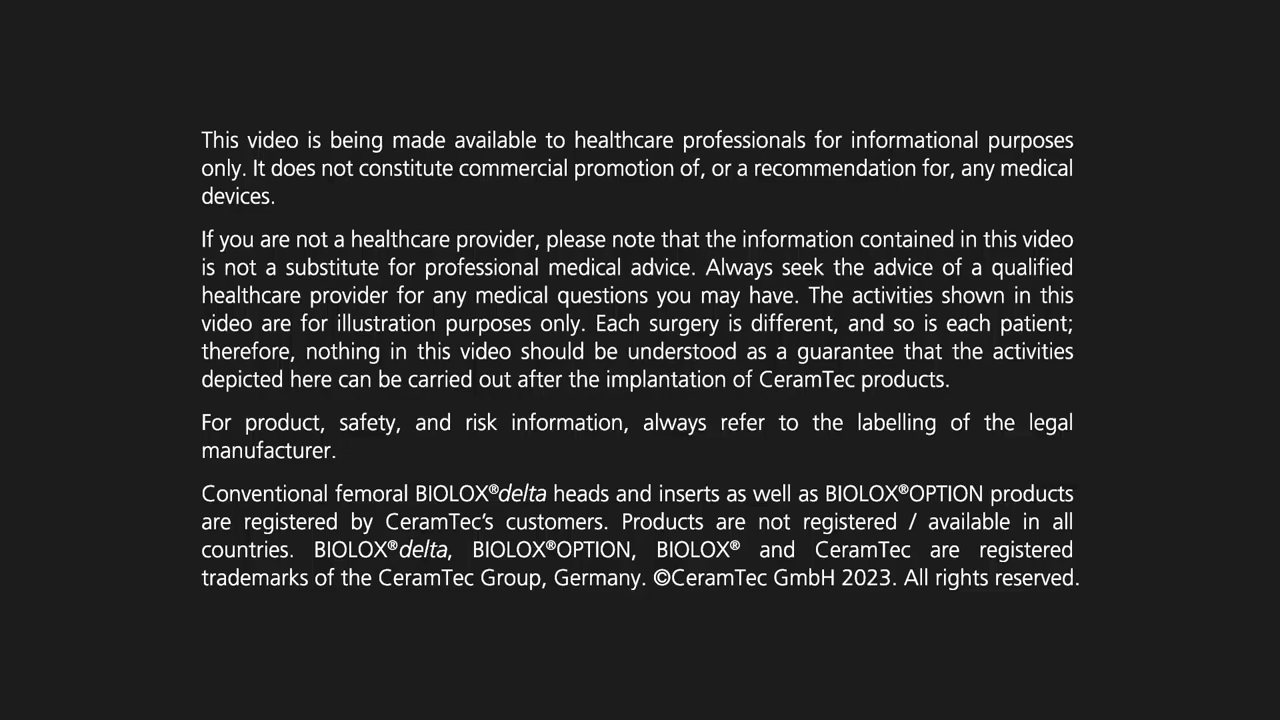 This video is being made available to healthcare professionals for informational purposes
only. It does not constitute commercial promotion of, or a recommendation for, any medical
devices.
If you are not a healthcare provider, please note that the information contained in this video
is not a substitute for professional medical advice. Always seek the advice of a qualified
healthcare provider for any medical questions you may have. The activities shown in this
video are for illustration purposes only. Each surgery is different, and so is each patient;
therefore, nothing in this video should be understood as a guarantee that the activities
depicted here can be carried out after the implantation of CeramTec products.
For product, safety, and risk information, always refer to the labelling of the legal
manufacturer.
Conventional femoral BIOLOX®delta heads and inserts as well as BIOLOX®OPTION products
are registered by CeramTec’s customers. Products are not registered / available in all
countries. BIOLOX®delta, BIOLOX®OPTION, BIOLOX® and CeramTec are registered
trademarks of the CeramTec Group, Germany. ©CeramTec GmbH 2023. All rights reserved.